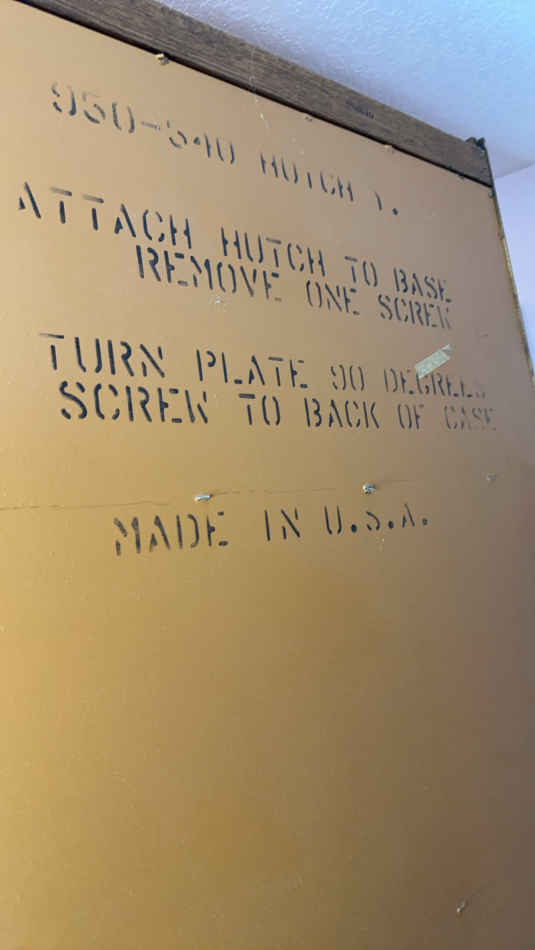 950-540 HUTCH
ATTACH HUTCH TO BASE
REMOVE ONE SCREW
TURN PLATE 90 DEGREES
SCREW TO BACK OF CASE
MADE IN U.S.A.